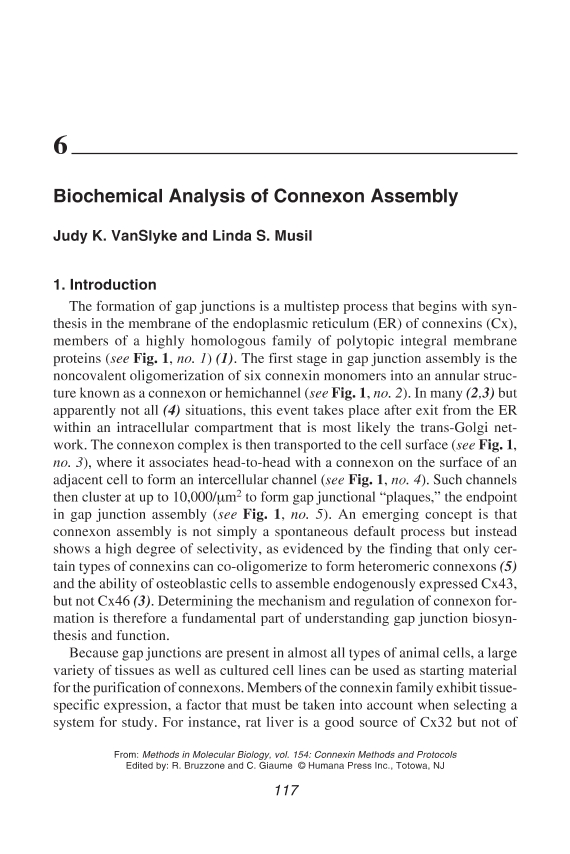 6
Biochemical Analysis of Connexon Assembly
Judy K. VanSlyke and Linda S. Musil
1. Introduction
The formation of gap junctions is a multistep process that begins with syn-
thesis in the membrane of the endoplasmic reticulum (ER) of connexins (Cx),
members of a highly homologous family of polytopic integral membrane
proteins (see Fig. 1, no. 1) (1). The first stage in gap junction assembly is the
noncovalent oligomerization of six connexin monomers into an annular struc-
ture known as a connexon or hemichannel (see Fig. 1, no. 2). In many (2,3) but
apparently not all (4) situations, this event takes place after exit from the ER
within an intracellular compartment that is most likely the trans-Golgi net-
work. The connexon complex is then transported to the cell surface (see Fig. 1,
no. 3), where it associates head-to-head with a connexon on the surface of an
adjacent cell to form an intercellular channel (see Fig. 1, no. 4). Such channels
then cluster at up to 10,000/μm² to form gap junctional “plaques,” the endpoint
in gap junction assembly (see Fig. 1, no. 5). An emerging concept is that
connexon assembly is not simply a spontaneous default process but instead
shows a high degree of selectivity, as evidenced by the finding that only cer-
tain types of connexins can co-oligomerize to form heteromeric connexons (5)
and the ability of osteoblastic cells to assemble endogenously expressed Cx43,
but not Cx46 (3). Determining the mechanism and regulation of connexon for-
mation is therefore a fundamental part of understanding gap junction biosyn-
thesis and function.
Because gap junctions are present in almost all types of animal cells, a large
variety of tissues as well as cultured cell lines can be used as starting material
for the purification of connexons. Members of the connexin family exhibit tissue-
specific expression, a factor that must be taken into account when selecting a
system for study. For instance, rat liver is a good source of Cx32 but not of
From: Methods in Molecular Biology, vol. 154: Connexin Methods and Protocols
Edited by: R. Bruzzone and C. Giaume © Humana Press Inc., Totowa, NJ
117